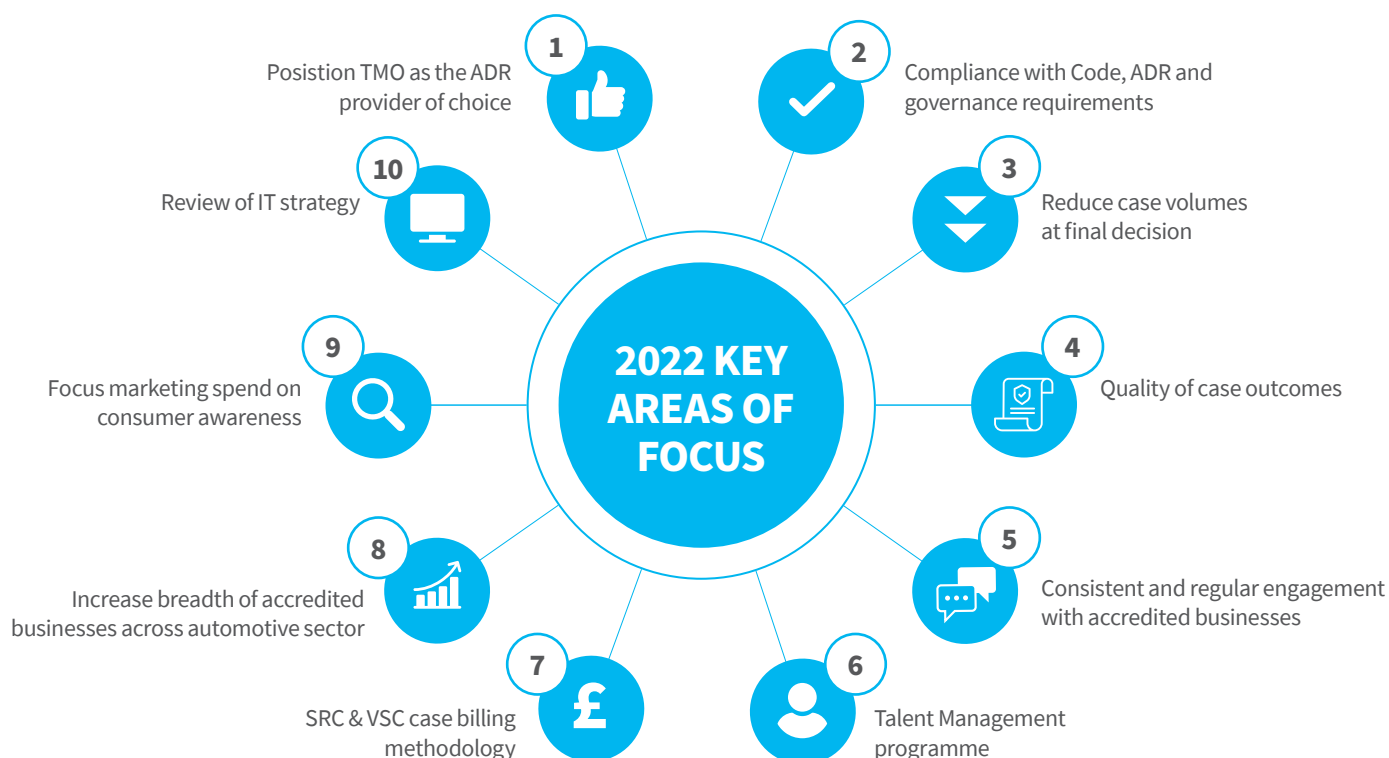 2022 KEY
AREAS OF
FOCUS
1
Posistion TMO as the ADR
provider of choice
2
Compliance with Code, ADR and
governance requirements
3
Reduce case volumes
at final decision
4
Quality of case outcomes
5
Consistent and regular engagement
with accredited businesses
6
Talent Management
programme
7
£
SRC & VSC case billing
methodology
8
Increase breadth of accredited
businesses across automotive sector
9
Focus marketing spend on
consumer awareness
10
Review of IT strategy